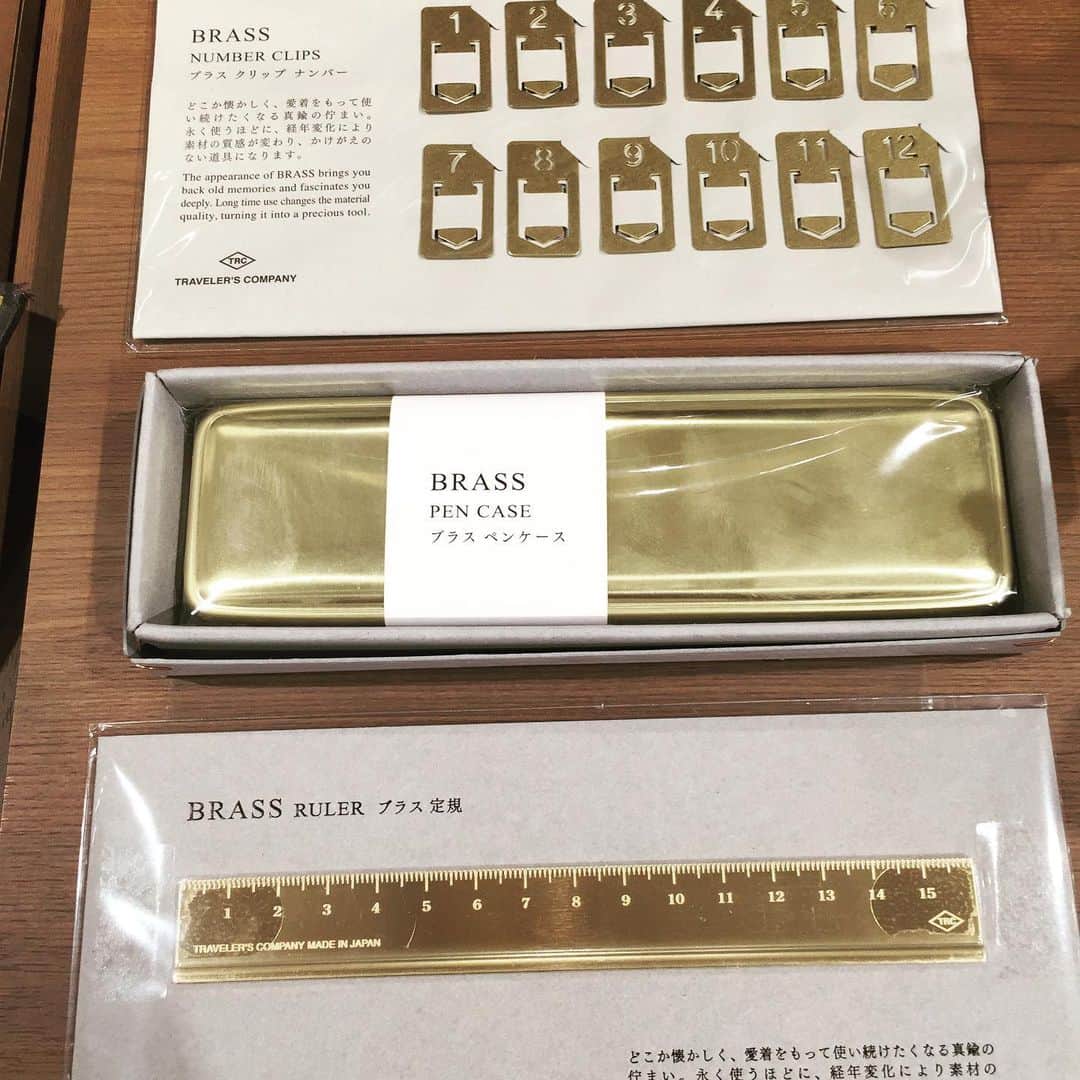 BRASS
NUMBER CLIPS
ブラス クリップ ナンバー
どこか懐かしく、愛着をもって使
い続けたくなる真鍮の佇まい。
永く使うほどに、経年変化により
素材の質感が変わり、かけがえの
ない道具になります。
The appearance of BRASS brings you
back old memories and fascinates you
deeply. Long time use changes the material
quality, turning it into a precious tool.
TRC
TRAVELER'S COMPANY
1 2 3 4 5 6
7 8 9 10 11 12
BRASS
PEN CASE
ブラス ペンケース
BRASS RULER ブラス 定規
1 2 3 4 5 6 7 8 9 10 11 12 13 14 15
TRAVELER'S COMPANY MADE IN JAPAN
TRC
どこか懐かしく、愛着をもって使い続けたくなる真鍮の
佇まい。永く使うほどに、経年変化により素材の